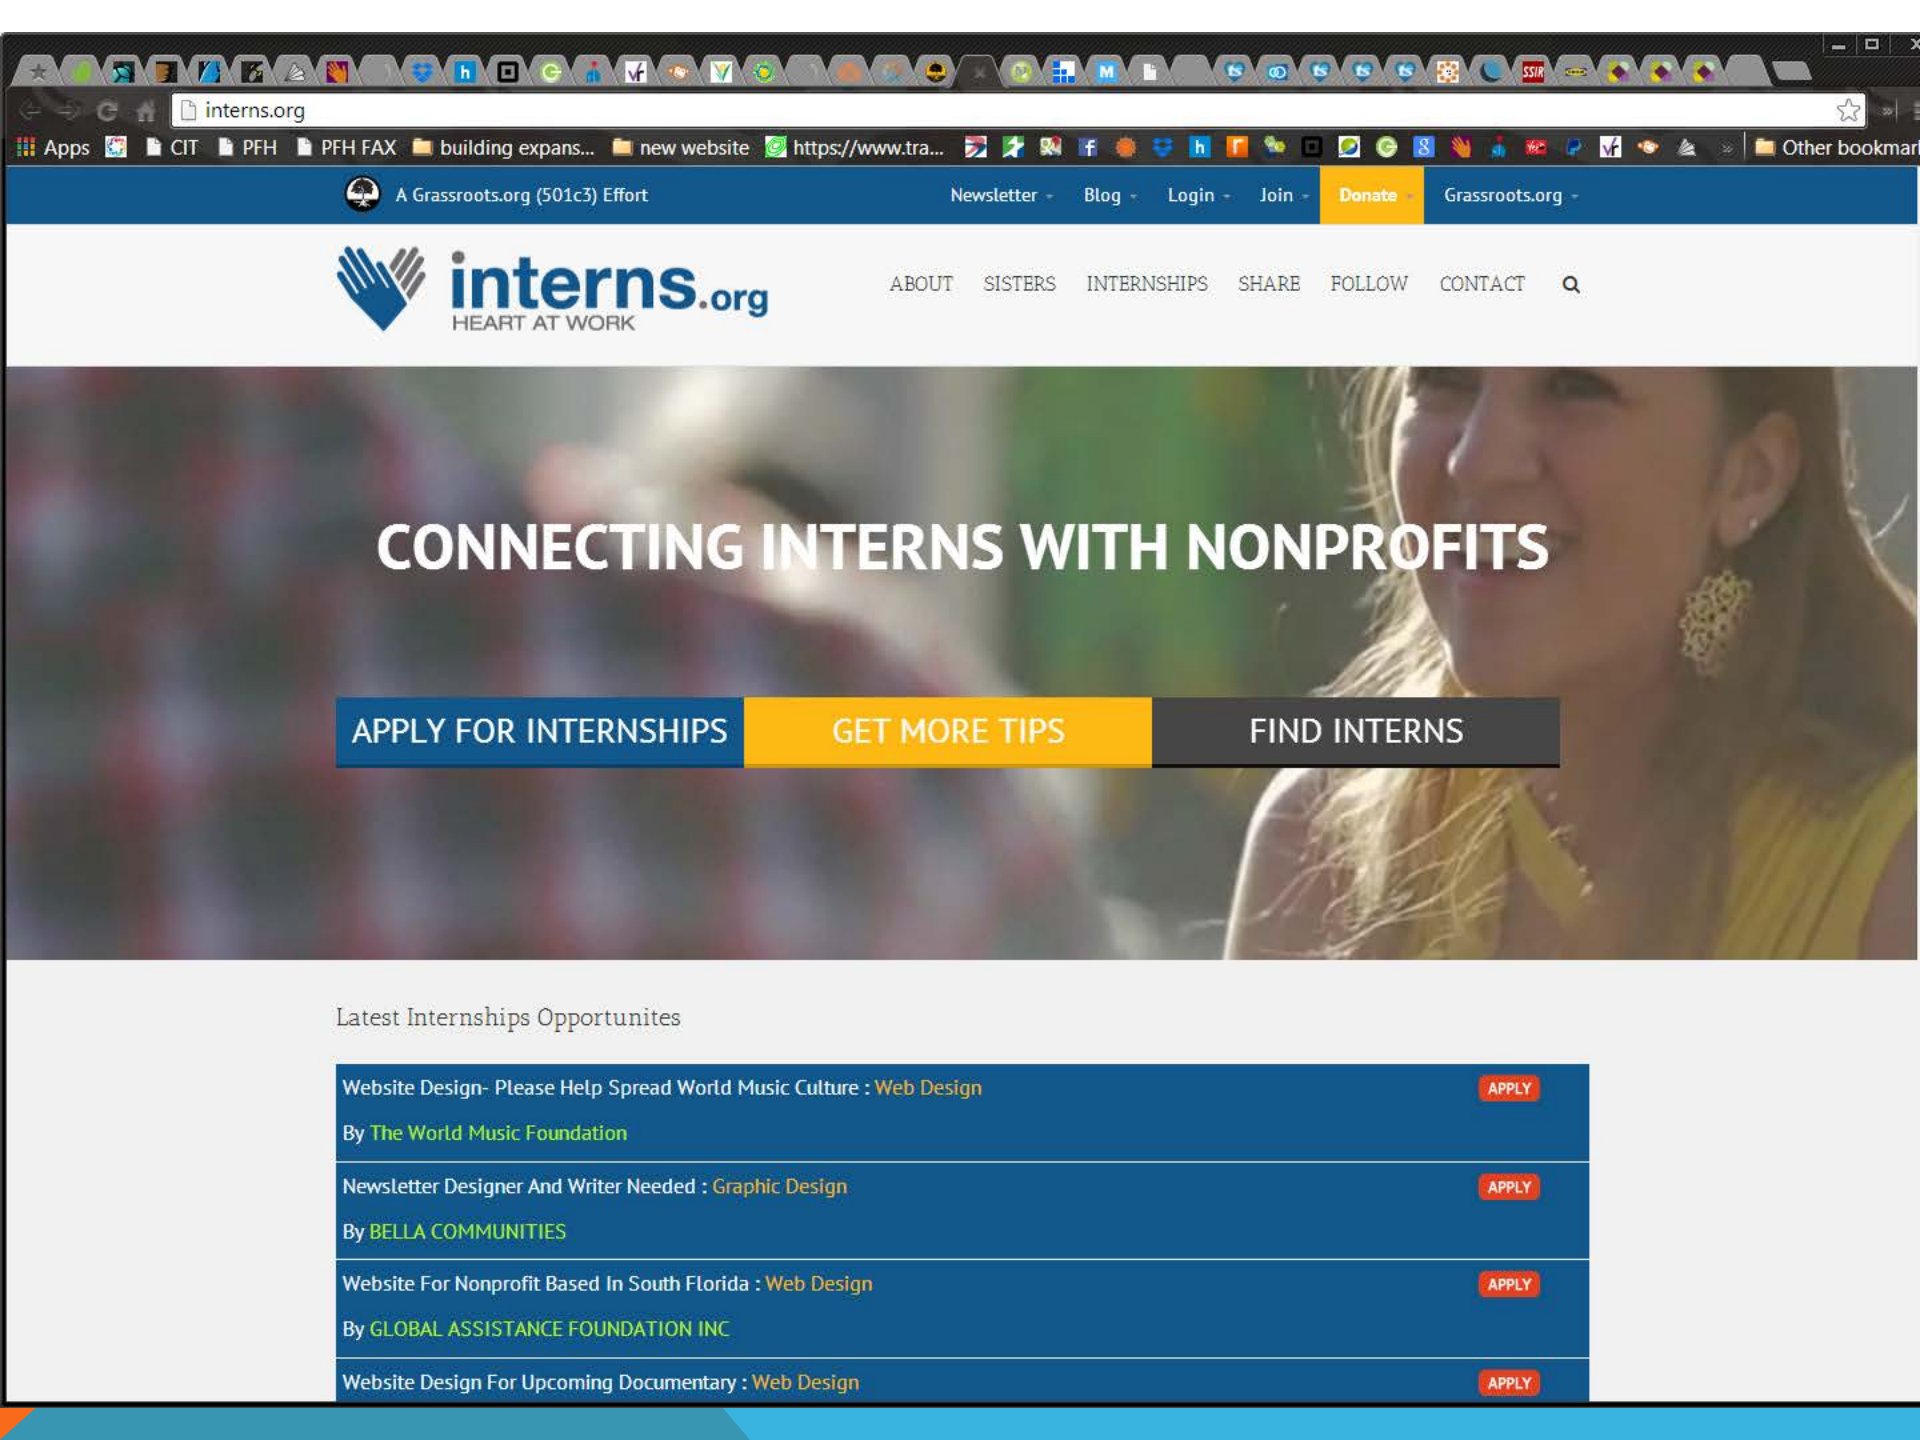 interns.org
Apps CIT PFH PFH FAX building expans... new website https://www.tra... Other bookmar
A Grassroots.org (501c3) Effort Newsletter Blog Login Join Donate Grassroots.org
interns.org
HEART AT WORK
ABOUT SISTERS INTERNSHIPS SHARE FOLLOW CONTACT
CONNECTING INTERNS WITH NONPROFITS
APPLY FOR INTERNSHIPS GET MORE TIPS FIND INTERNS
Latest Internships Opportunites
Website Design- Please Help Spread World Music Culture : Web Design APPLY
By The World Music Foundation
Newsletter Designer And Writer Needed : Graphic Design APPLY
By BELLA COMMUNITIES
Website For Nonprofit Based In South Florida : Web Design APPLY
By GLOBAL ASSISTANCE FOUNDATION INC
Website Design For Upcoming Documentary : Web Design APPLY